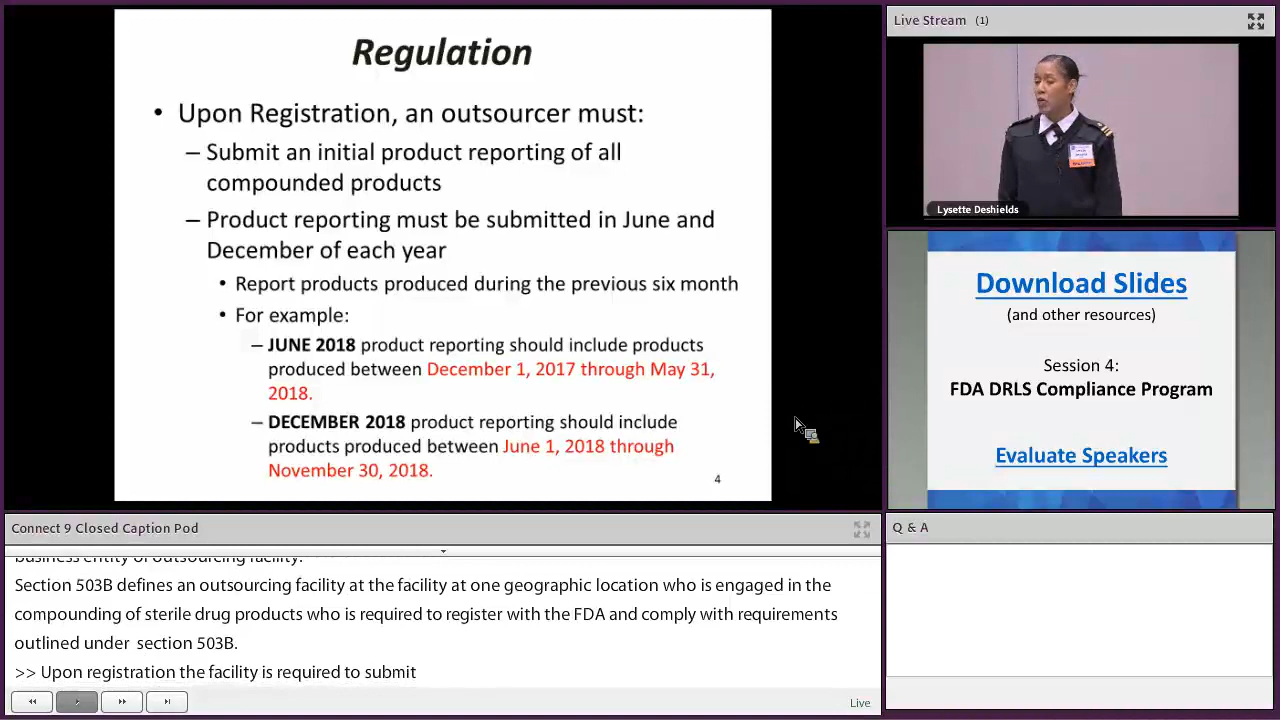 Regulation
• Upon Registration, an outsourcer must:
– Submit an initial product reporting of all
compounded products
– Product reporting must be submitted in June and
December of each year
• Report products produced during the previous six month
• For example:
– JUNE 2018 product reporting should include products
produced between December 1, 2017 through May 31,
2018.
– DECEMBER 2018 product reporting should include
products produced between June 1, 2018 through
November 30, 2018.
4
Live Stream (1)
Lysette Deshields
Download Slides
(and other resources)
Session 4:
FDA DRLS Compliance Program
Evaluate Speakers
Connect 9 Closed Caption Pod
business entity of outsourcing facility.
Section 503B defines an outsourcing facility at the facility at one geographic location who is engaged in the
compounding of sterile drug products who is required to register with the FDA and comply with requirements
outlined under section 503B.
>> Upon registration the facility is required to submit
Live
Q & A